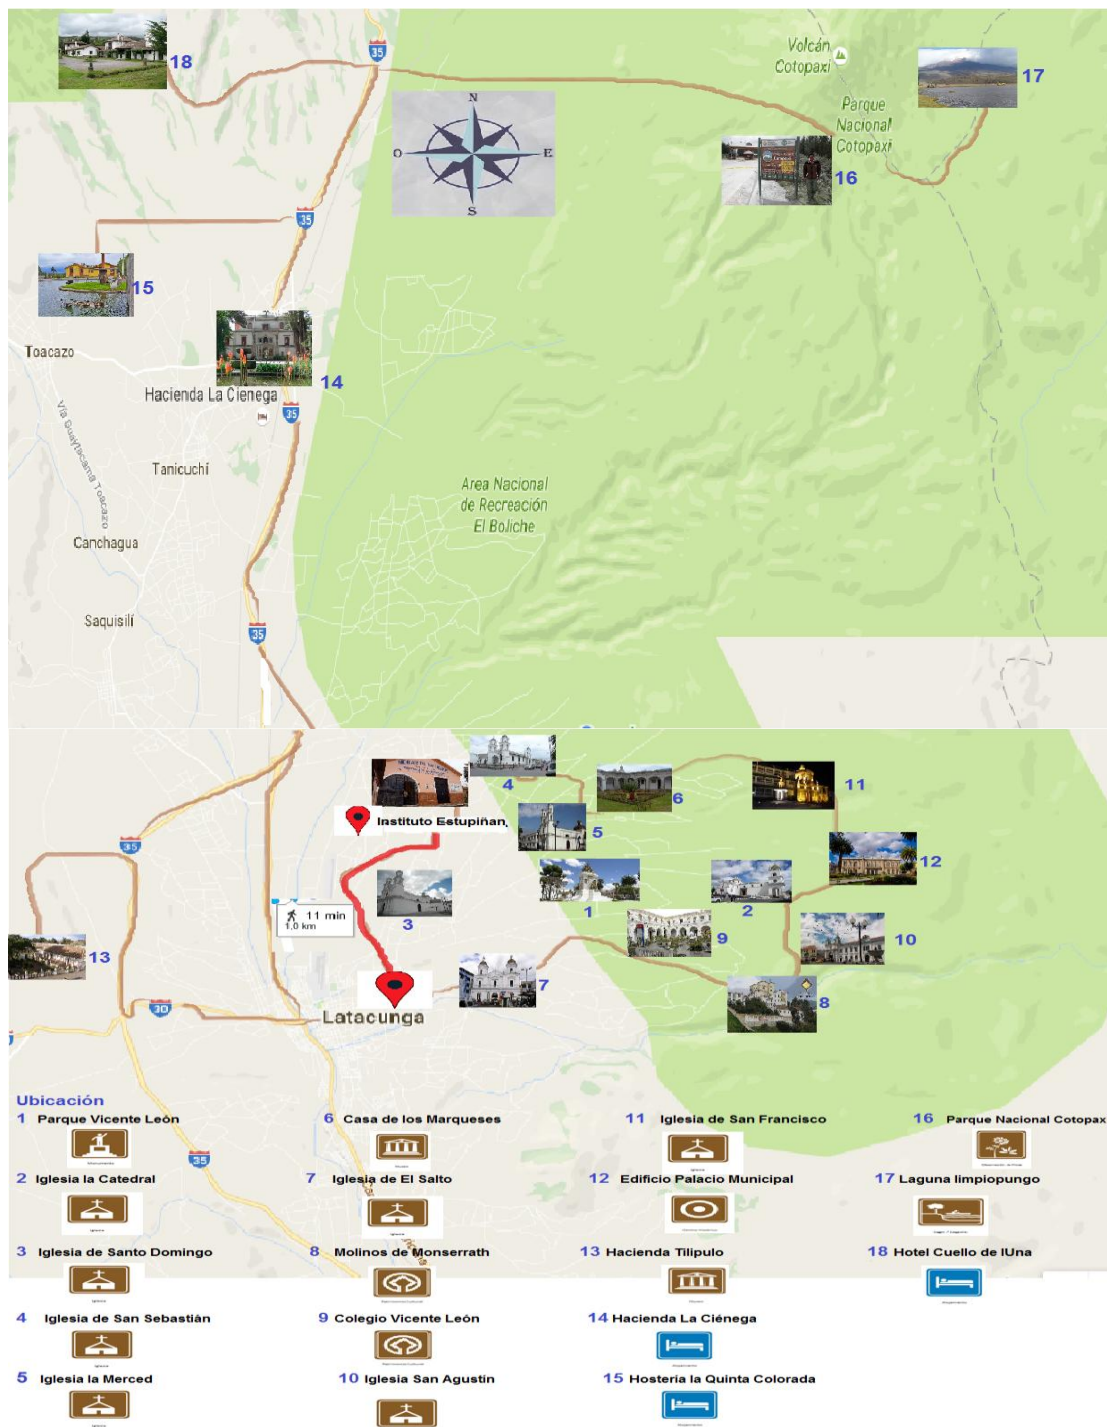 18
35
Volcán
Cotopaxi
17
Parque
Nacional
Cotopaxi
N
O
E
S
16
35
15
Toacazo
14
Hacienda La Cienega
35
Vía Guaytacama Toacazo
Tanicuchí
Area Nacional
de Recreación
El Boliche
Canchagua
Saquisilí
35
4
6
11
Instituto Estupiñan,
5
35
12
1
2
3
11 min
1,0 km
9
10
13
7
8
30
Latacunga
35
Ubicación
1 Parque Vicente León
6 Casa de los Marqueses
11 Iglesia de San Francisco
16 Parque Nacional Cotopax
2 Iglesia la Catedral
7 Iglesia de El Salto
12 Edificio Palacio Municipal
17 Laguna limpiopungo
3 Iglesia de Santo Domingo
8 Molinos de Monserrath
13 Hacienda Tilipulo
18 Hotel Cuello de lUna
4 Iglesia de San Sebastiàn
9 Colegio Vicente León
14 Hacienda La Ciénega
5 Iglesia la Merced
10 Iglesia San Agustín
15 Hostería la Quinta Colorada